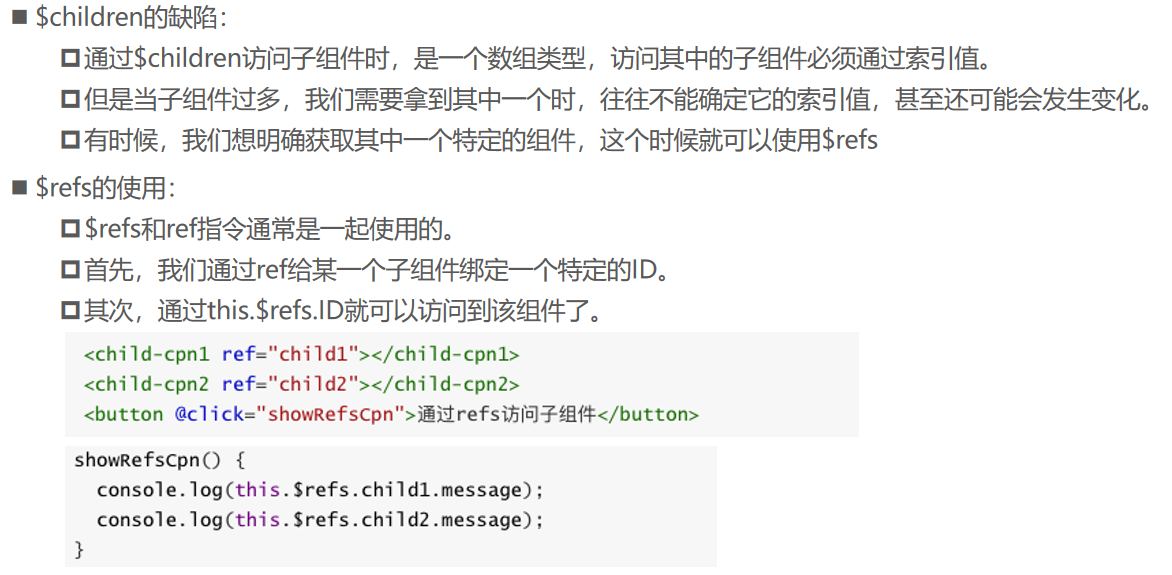 $children的缺陷：
通过$children访问子组件时，是一个数组类型，访问其中的子组件必须通过索引值。
但是当子组件过多，我们需要拿到其中一个时，往往不能确定它的索引值，甚至还可能会发生变化。
有时候，我们想明确获取其中一个特定的组件，这个时候就可以使用$refs
$refs的使用：
$refs和ref指令通常是一起使用的。
首先，我们通过ref给某一个子组件绑定一个特定的ID。
其次，通过this.$refs.ID就可以访问到该组件了。
<child-cpn1 ref="child1"></child-cpn1>
<child-cpn2 ref="child2"></child-cpn2>
<button @click="showRefsCpn">通过refs访问子组件</button>
showRefsCpn() {
  console.log(this.$refs.child1.message);
  console.log(this.$refs.child2.message);
}